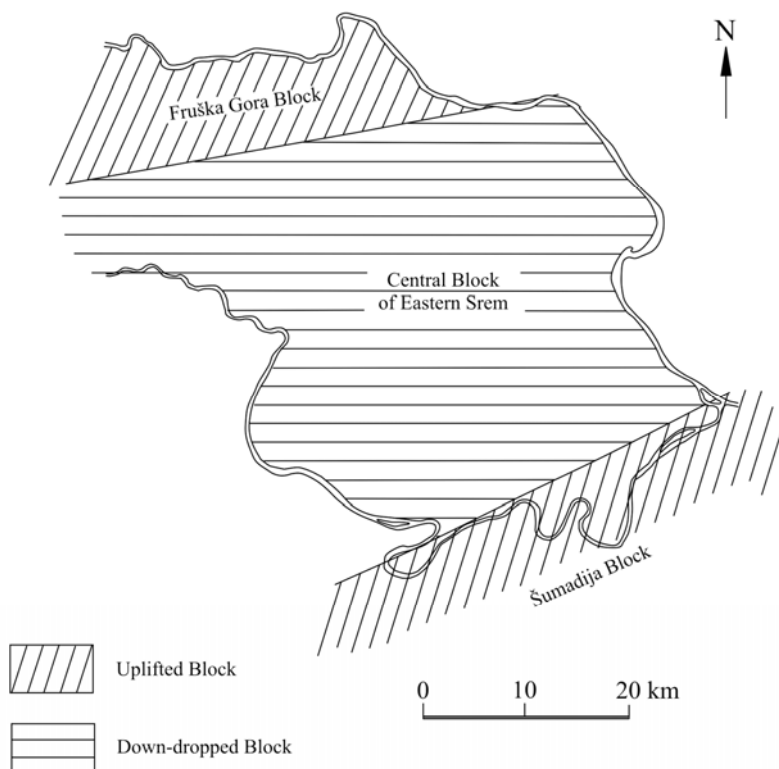 N
Fruška Gora Block
Central Block
of Eastern Srem
Šumadija Block
Uplifted Block
0 10 20 km
Down-dropped Block